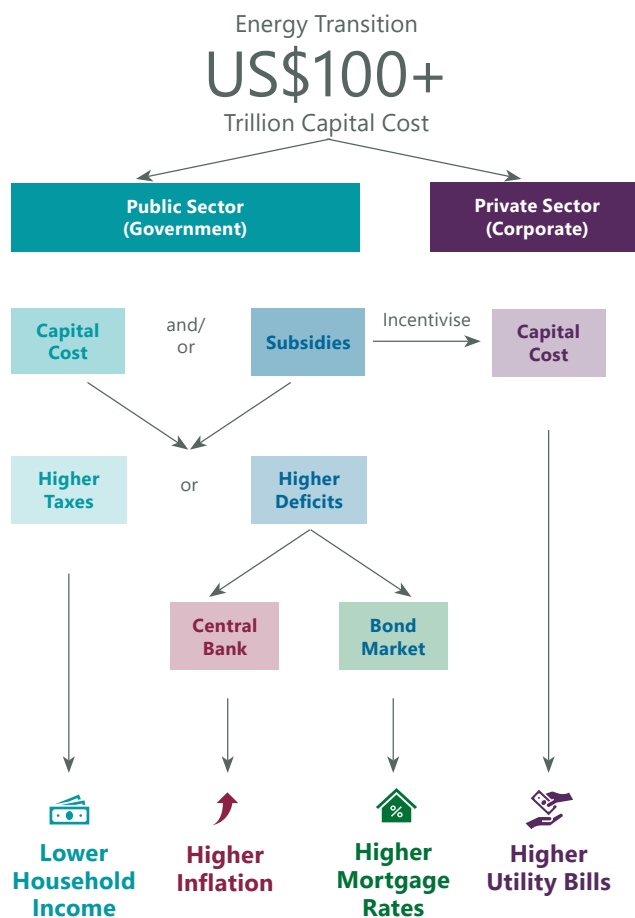 Energy Transition
US$100+
Trillion Capital Cost
Public Sector
(Government)
Private Sector
(Corporate)
Capital
Cost
and/
or
Subsidies
Incentivise
Capital
Cost
Higher
Taxes
or
Higher
Deficits
Central
Bank
Bond
Market
%
Lower
Household
Income
Higher
Inflation
Higher
Mortgage
Rates
Higher
Utility Bills